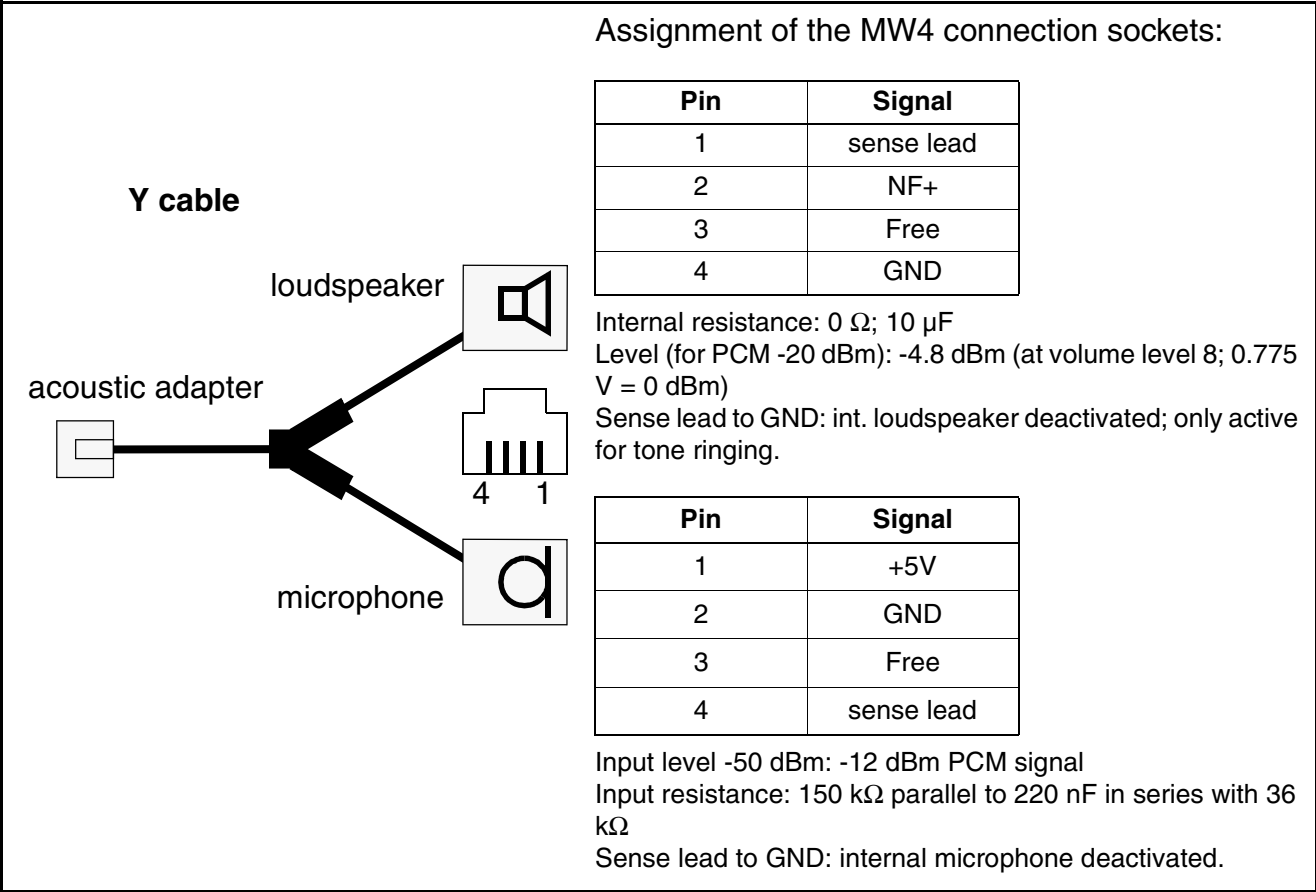 Assignment of the MW4 connection sockets:
Pin Signal
1 sense lead
2 NF+
3 Free
4 GND
Y cable
loudspeaker
acoustic adapter
4 1
microphone
Internal resistance: 0 Ω; 10 µF
Level (for PCM -20 dBm): -4.8 dBm (at volume level 8; 0.775
V = 0 dBm)
Sense lead to GND: int. loudspeaker deactivated; only active
for tone ringing.
Pin Signal
1 +5V
2 GND
3 Free
4 sense lead
Input level -50 dBm: -12 dBm PCM signal
Input resistance: 150 kΩ parallel to 220 nF in series with 36
kΩ
Sense lead to GND: internal microphone deactivated.